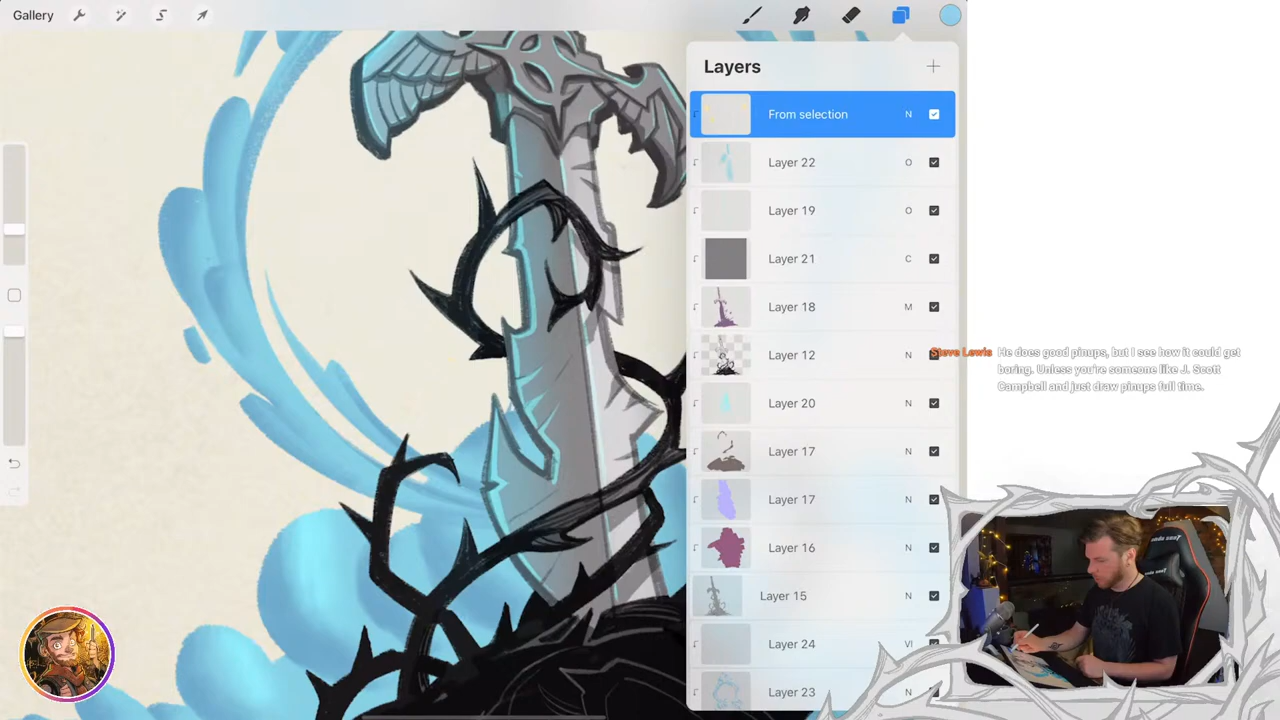 Gallery
Layers
From selection N
Layer 22 O
Layer 19 O
Layer 21 C
Layer 18 M
Layer 12 N
Steve Lewis He does good pinups, but I see how it could get
boring. Unless you're someone like J. Scott
Campbell and just draw pinups full time.
Layer 20 N
Layer 17 N
Layer 17 N
Layer 16 N
Layer 15 N
Layer 24 VI
Layer 23 N